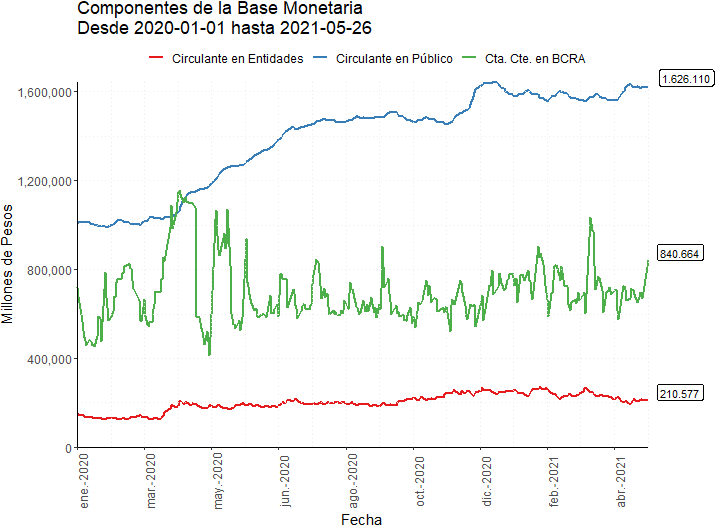 Componentes de la Base Monetaria
Desde 2020-01-01 hasta 2021-05-26
Circulante en Entidades Circulante en Público Cta. Cte. en BCRA
1.626.110
1,600,000
1,200,000
840.664
800,000
400,000
210.577
0
Millones de Pesos
ene.-2020
mar.-2020
may.-2020
jun.-2020
ago.-2020
oct.-2020
dic.-2020
feb.-2021
abr.-2021
Fecha